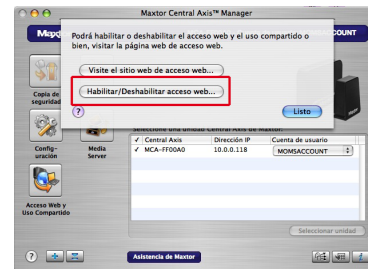 Maxtor Central Axis™ Manager
Podrá habilitar o deshabilitar el acceso web y el uso compartido o
bien, visitar la página web de acceso web.
COUNT
Visite el sitio web de acceso web...
Habilitar/Deshabilitar acceso web...
Listo
Copia de
seguridad
Seleccione una unidad Central Axis de Maxtor:
Config-
uración
Media
Server
Central Axis
Dirección IP
Cuenta de usuario
MCA-FF00A0
10.0.0.118
MOMSACCOUNT
Acceso Web y
Uso Compartido
Seleccionar unidad
Asistencia de Maxtor